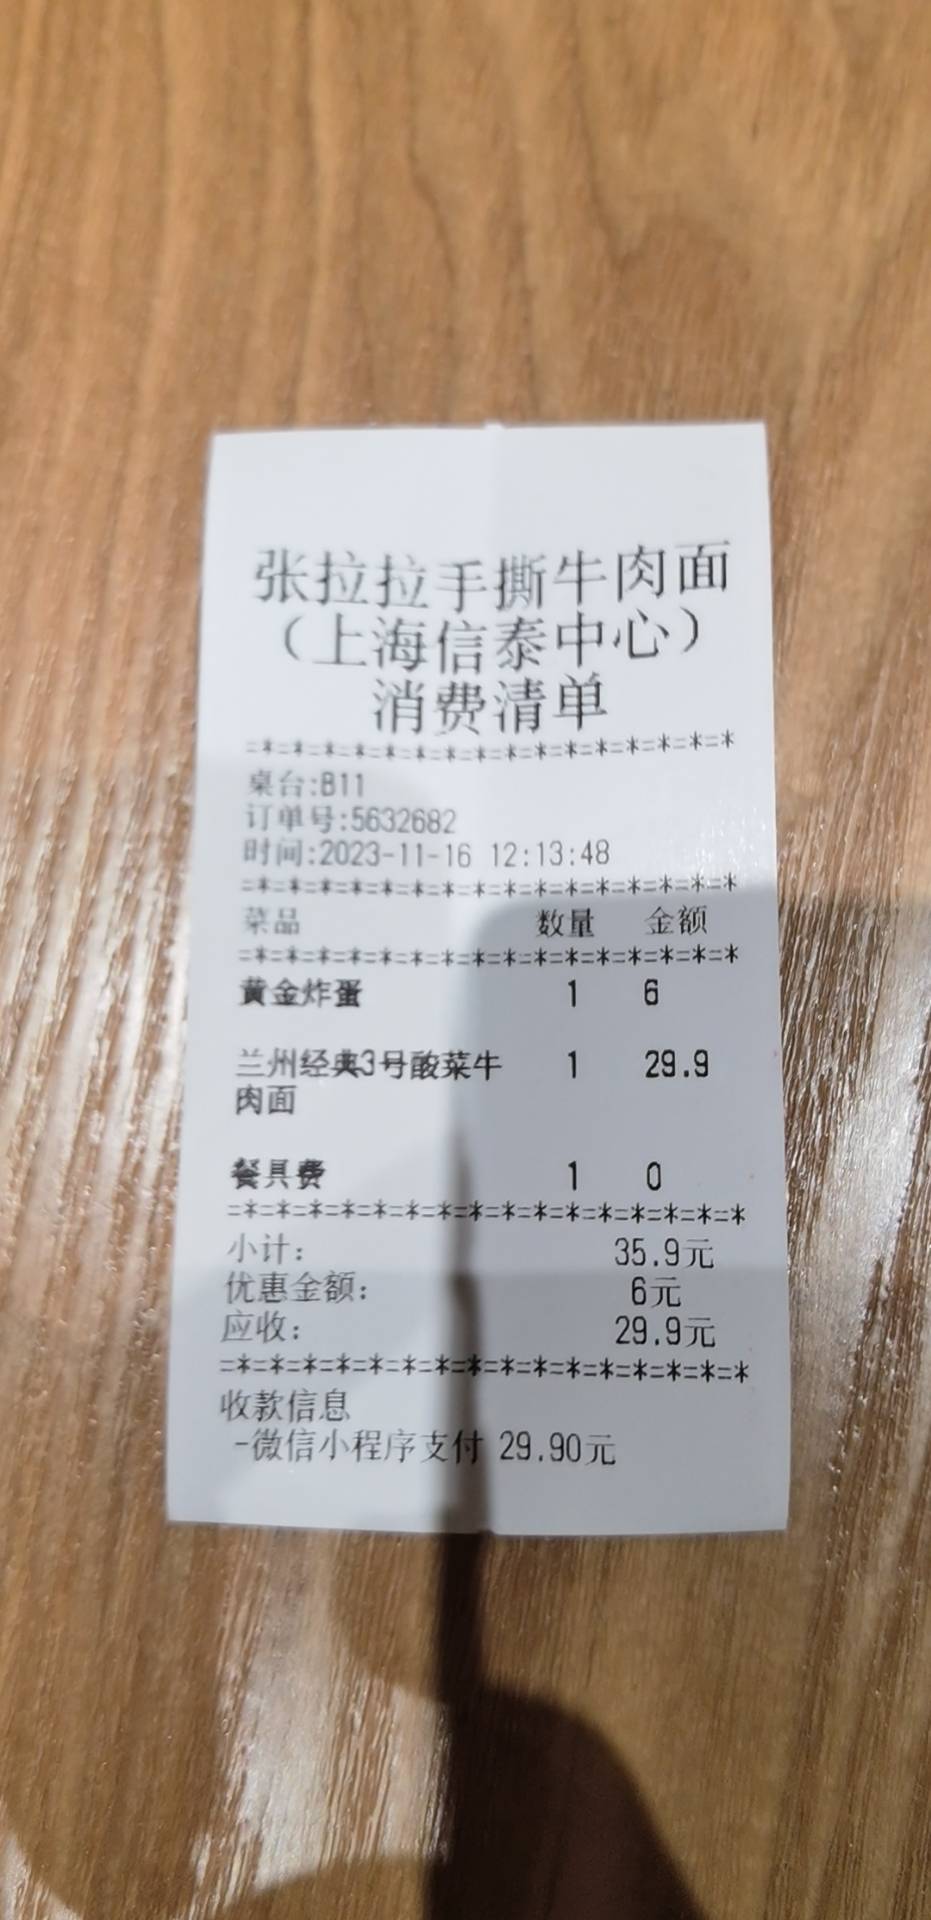 张拉拉手撕牛肉面
（上海信泰中心）
消费清单
=*=*=*=*=*=*=*=*=*=*=*=*=*=*=*=*
桌台:B11
订单号:5632682
时间:2023-11-16 12:13:48
=*=*=*=*=*=*=*=*=*=*=*=*=*=*=*=*
菜品 数量 金额
=*=*=*=*=*=*=*=*=*=*=*=*=*=*=*=*
黄金炸蛋 1 6
兰州经典3号酸菜牛 1 29.9
肉面
餐具费 1 0
=*=*=*=*=*=*=*=*=*=*=*=*=*=*=*=*
小计: 35.9元
优惠金额: 6元
应收: 29.9元
=*=*=*=*=*=*=*=*=*=*=*=*=*=*=*=*
收款信息
-微信小程序支付 29.90元